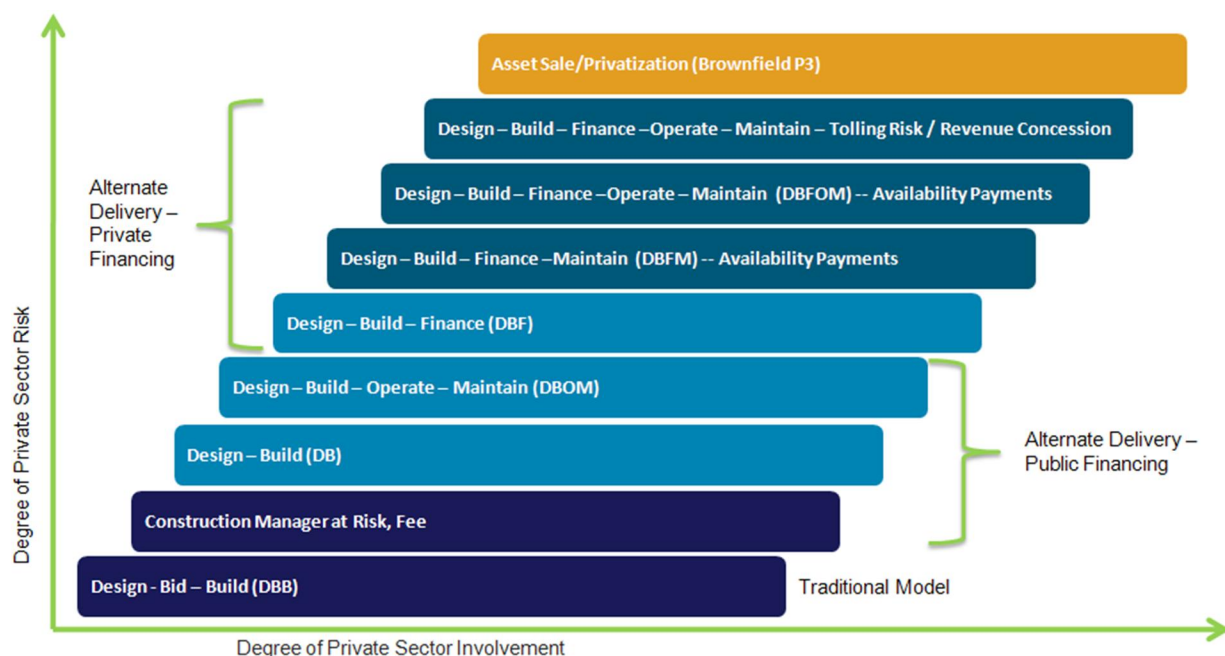 Asset Sale/Privatization (Brownfield P3)
Design – Build – Finance –Operate – Maintain – Tolling Risk / Revenue Concession
Design – Build – Finance –Operate – Maintain (DBFOM) -- Availability Payments
Design – Build – Finance –Maintain (DBFM) -- Availability Payments
Design – Build – Finance (DBF)
Design – Build – Operate – Maintain (DBOM)
Design – Build (DB)
Construction Manager at Risk, Fee
Design - Bid – Build (DBB)
Alternate
Delivery –
Private
Financing
Alternate Delivery –
Public Financing
Traditional Model
Degree of Private Sector Risk
Degree of Private Sector Involvement